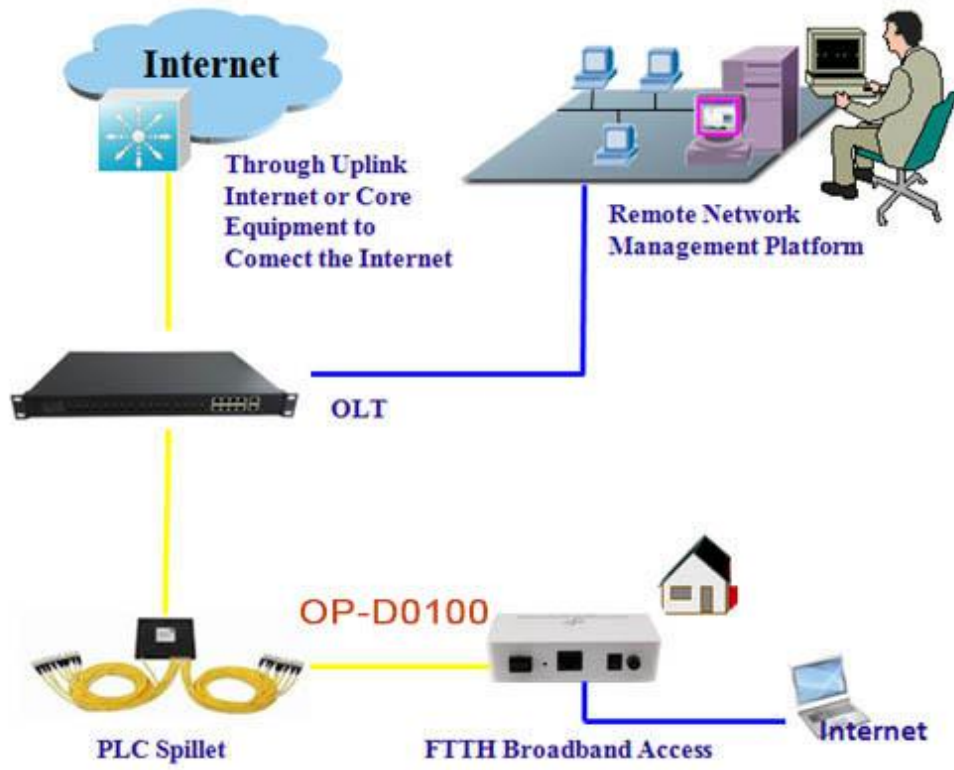 Internet
Through Uplink
Internet or Core
Equipment to
Comect the Internet
Remote Network
Management Platform
OLT
OP-D0100
PLC Spillet
FTTH Broadband Access
Internet